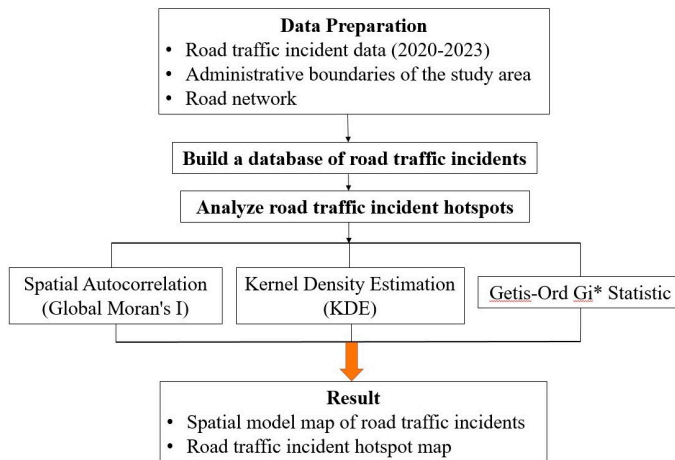 Data Preparation
• Road traffic incident data (2020-2023)
• Administrative boundaries of the study area
• Road network
Build a database of road traffic incidents
Analyze road traffic incident hotspots
Spatial Autocorrelation
(Global Moran's I)
Kernel Density Estimation
(KDE)
Getis-Ord Gi* Statistic
Result
• Spatial model map of road traffic incidents
• Road traffic incident hotspot map